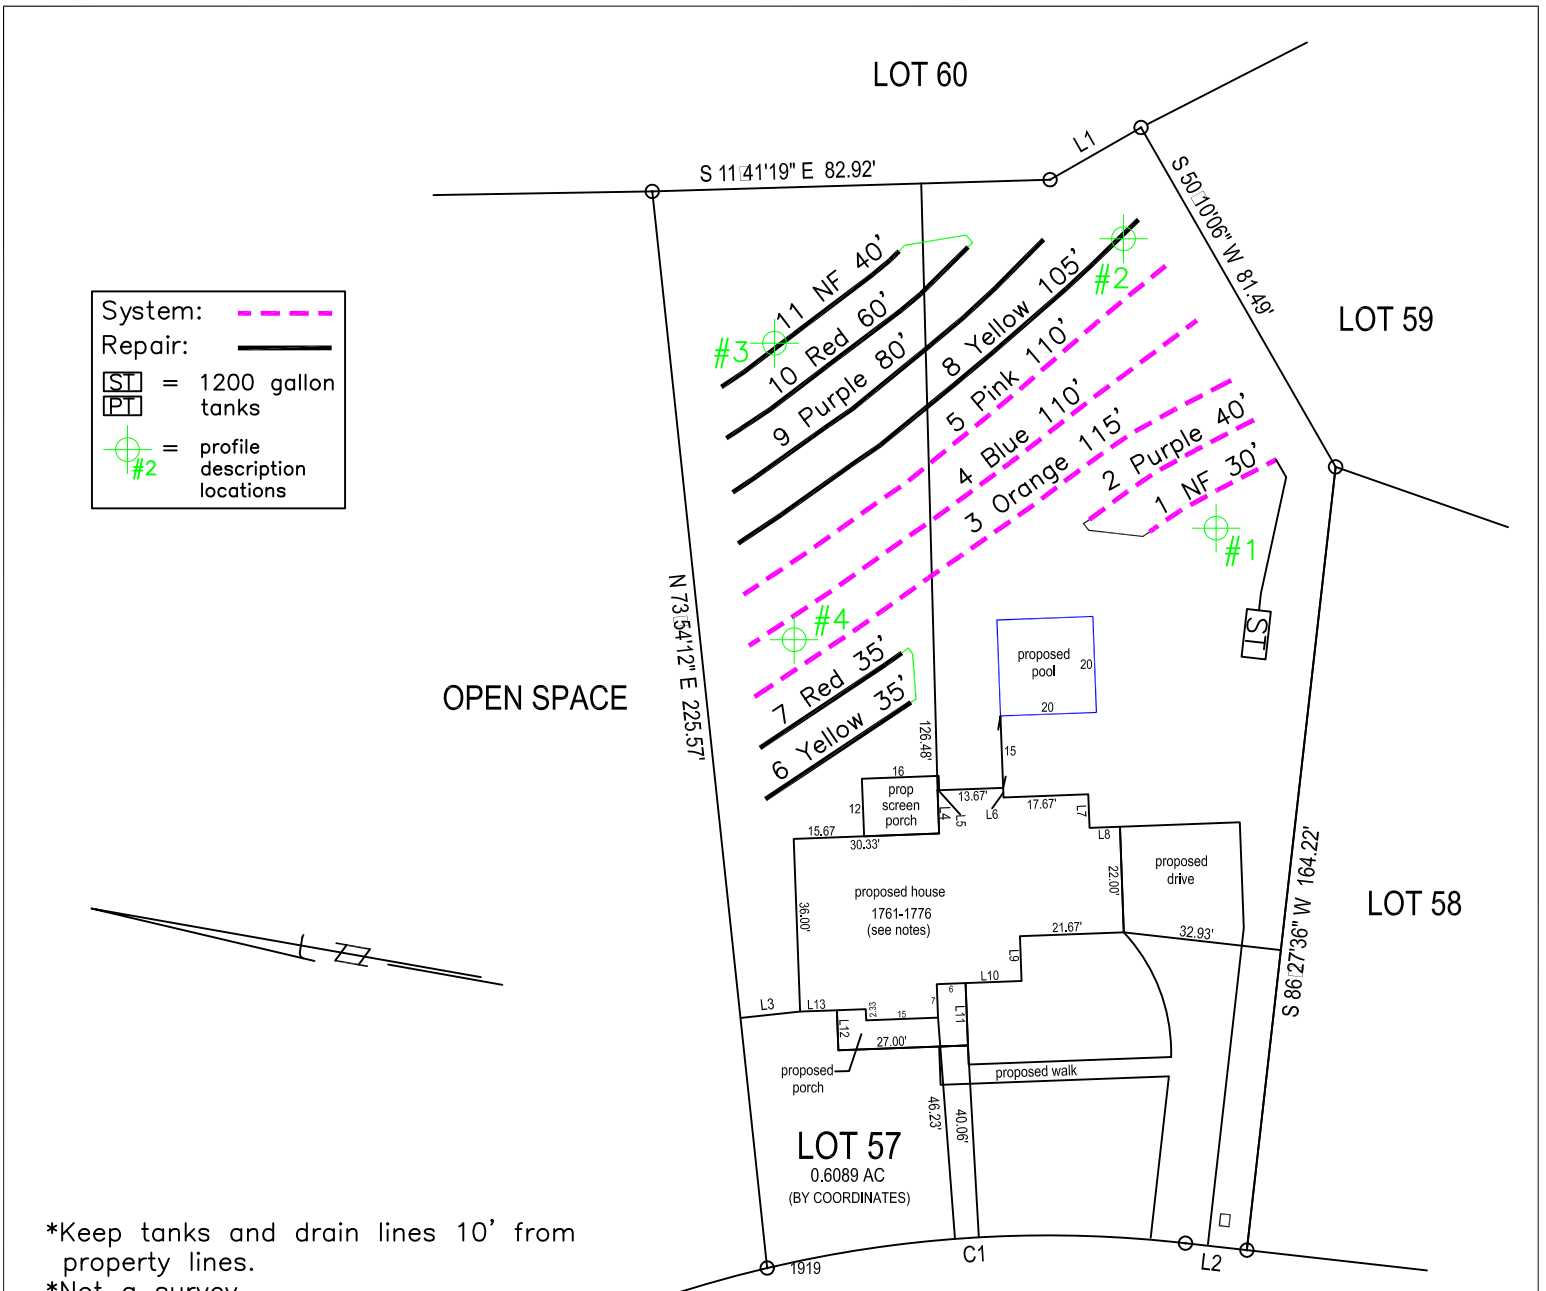 LOT 60
L1
S 11□41'19" E 82.92'
S 50□10'06" W 81.49'
LOT 59
System:
Repair:
ST = 1200 gallon
PT tanks
= profile
#2 description
locations
11 NF 40'
#3
10 Red 60'
9 Purple 80'
8 Yellow 105'
#2
5 Pink 110'
4 Blue 110'
3 Orange 115'
2 Purple 40'
1 NF 30'
#1
ST
#4
7 Red 35'
6 Yellow 35'
N 73□54'12" E 225.57'
OPEN SPACE
126.48'
proposed
pool
20
20
15
16
prop
screen
porch
12
13.67'
17.67'
L4
L5
L6
L7
L8
15.67
30.33'
proposed house
1761-1776
(see notes)
36.00'
22.00'
proposed
drive
21.67'
32.93'
S 86□27'36" W 164.22'
LOT 58
L9
L10
L3
L13
L12
2.33
15
7
6
L11
27.00'
proposed
porch
proposed walk
46.23'
40.06'
LOT 57
0.6089 AC
(BY COORDINATES)
1919
C1
L2
*Keep tanks and drain lines 10' from
property lines.
*Not a survey